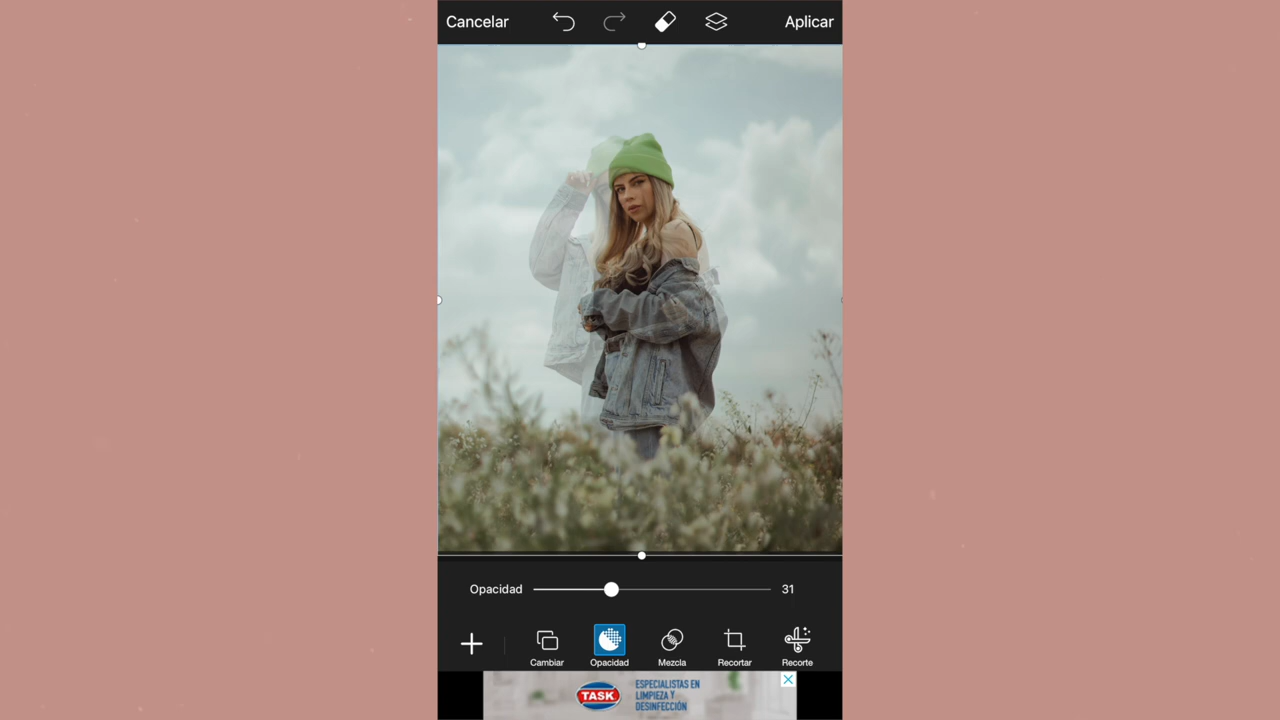 Cancelar
Aplicar
Opacidad
31
Cambiar
Opacidad
Mezcla
Recortar
Recorte
TASK
ESPECIALISTAS EN
LIMPIEZA Y
DESINFECCIÓN